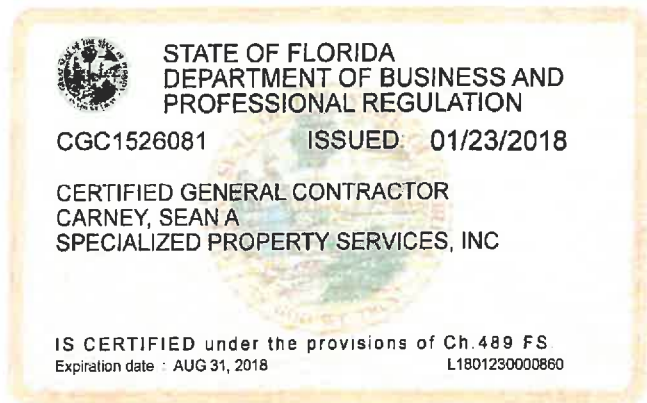 STATE OF FLORIDA
DEPARTMENT OF BUSINESS AND
PROFESSIONAL REGULATION
CGC1526081 ISSUED: 01/23/2018
CERTIFIED GENERAL CONTRACTOR
CARNEY, SEAN A
SPECIALIZED PROPERTY SERVICES, INC
IS CERTIFIED under the provisions of Ch.489 FS.
Expiration date : AUG 31, 2018 L1801230000860